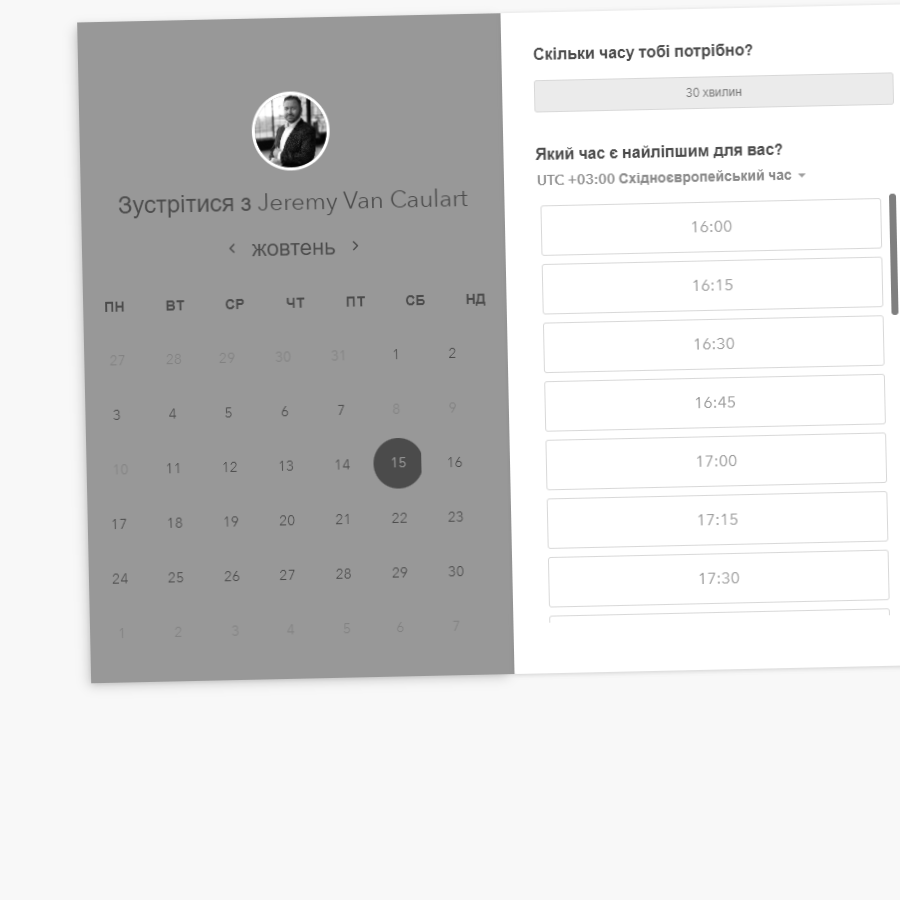 Зустрітися з Jeremy Van Caulart
жовтень
ПН ВТ СР ЧТ ПТ СБ НД
27 28 29 30 31 1 2
3 4 5 6 7 8 9
10 11 12 13 14 15 16
17 18 19 20 21 22 23
24 25 26 27 28 29 30
1 2 3 4 5 6 7
Скільки часу тобі потрібно?
30 хвилин
Який час є найліпшим для вас?
UTC +03:00 Східноєвропейський час
16:00
16:15
16:30
16:45
17:00
17:15
17:30